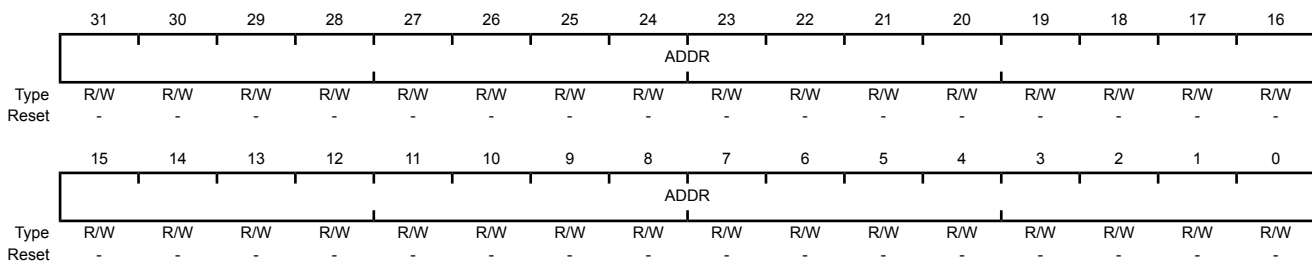 31 30 29 28 27 26 25 24 23 22 21 20 19 18 17 16
ADDR
Type R/W R/W R/W R/W R/W R/W R/W R/W R/W R/W R/W R/W R/W R/W R/W R/W
Reset - - - - - - - - - - - - - - - -
15 14 13 12 11 10 9 8 7 6 5 4 3 2 1 0
ADDR
Type R/W R/W R/W R/W R/W R/W R/W R/W R/W R/W R/W R/W R/W R/W R/W R/W
Reset - - - - - - - - - - - - - - - -